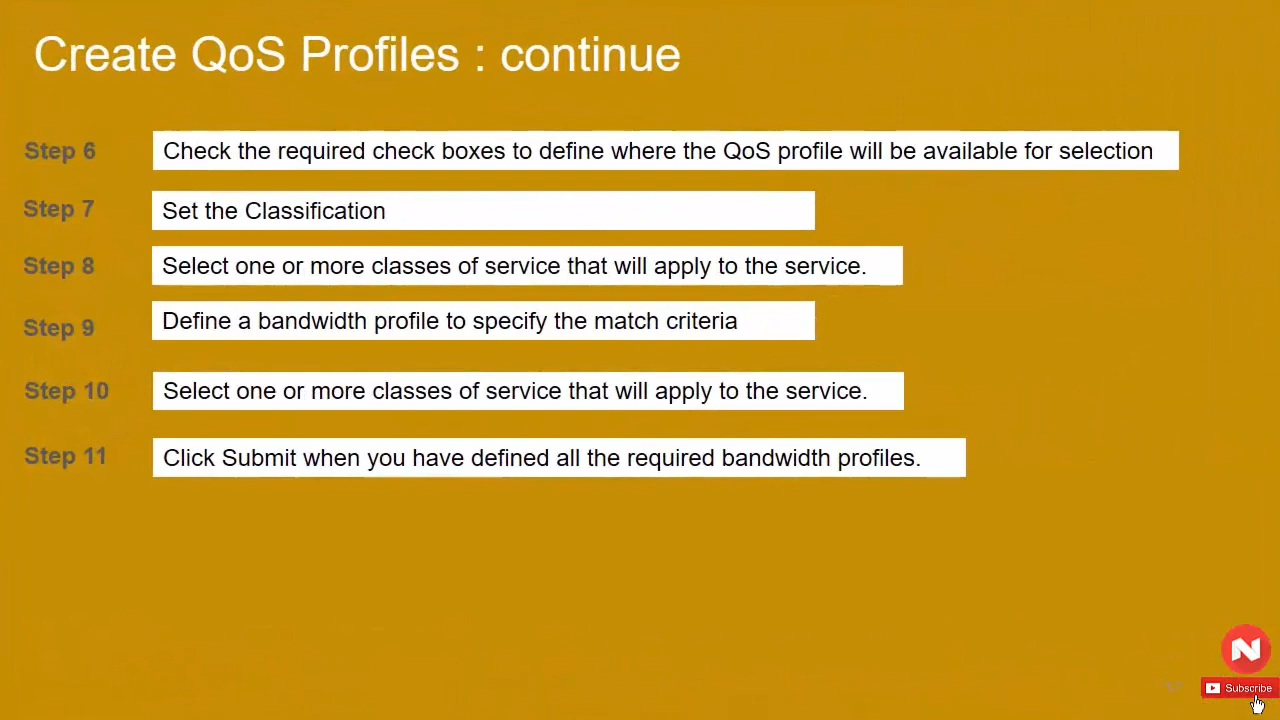 Create QoS Profiles : continue
Step 6 Check the required check boxes to define where the QoS profile will be available for selection
Step 7 Set the Classification
Step 8 Select one or more classes of service that will apply to the service.
Step 9 Define a bandwidth profile to specify the match criteria
Step 10 Select one or more classes of service that will apply to the service.
Step 11 Click Submit when you have defined all the required bandwidth profiles.
N
Subscribe